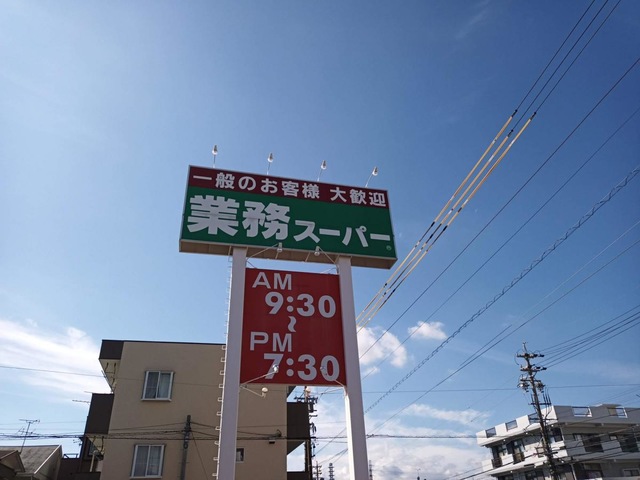 一般のお客様 大歓迎
業務スーパー®
AM
9:30
~
PM
7:30